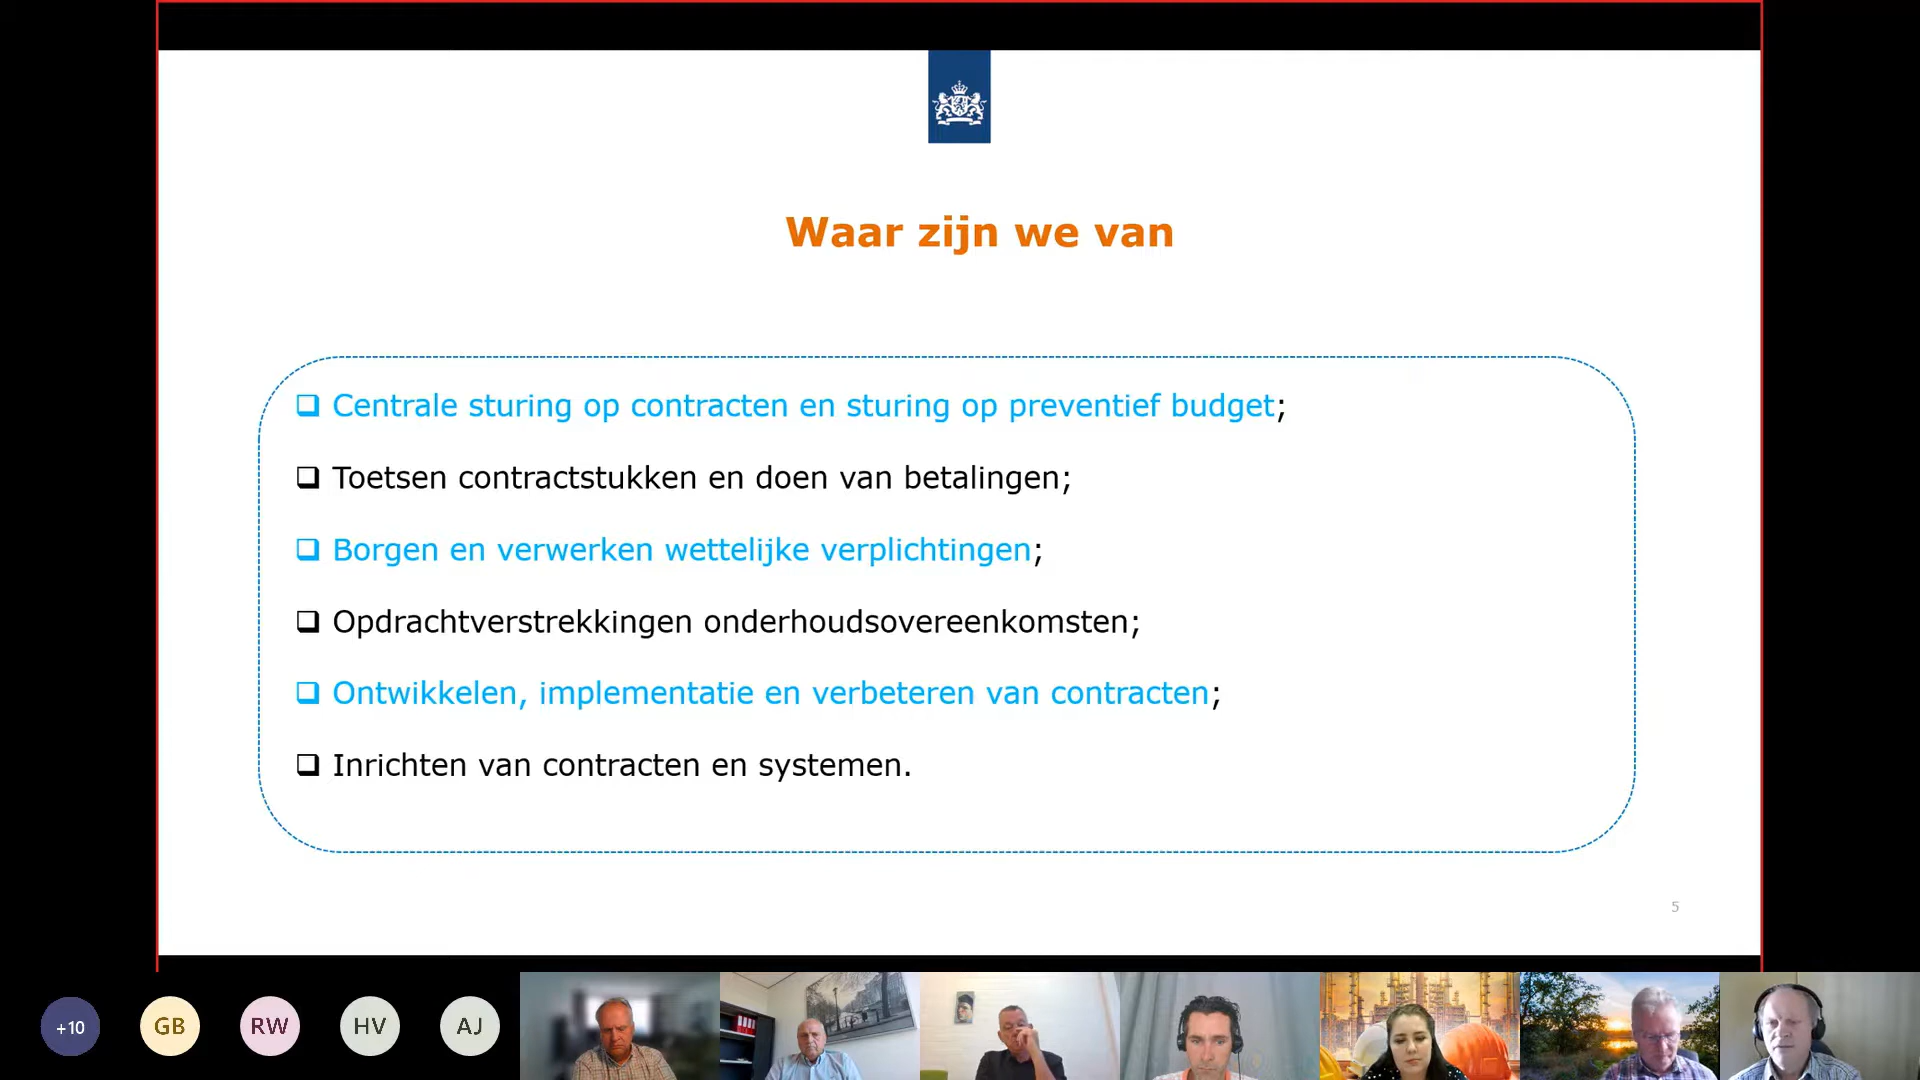 Waar zijn we van
Centrale sturing op contracten en sturing op preventief budget;
Toetsen contractstukken en doen van betalingen;
Borgen en verwerken wettelijke verplichtingen;
Opdrachtverstrekkingen onderhoudsovereenkomsten;
Ontwikkelen, implementatie en verbeteren van contracten;
Inrichten van contracten en systemen.
5
+10
GB
RW
HV
AJ